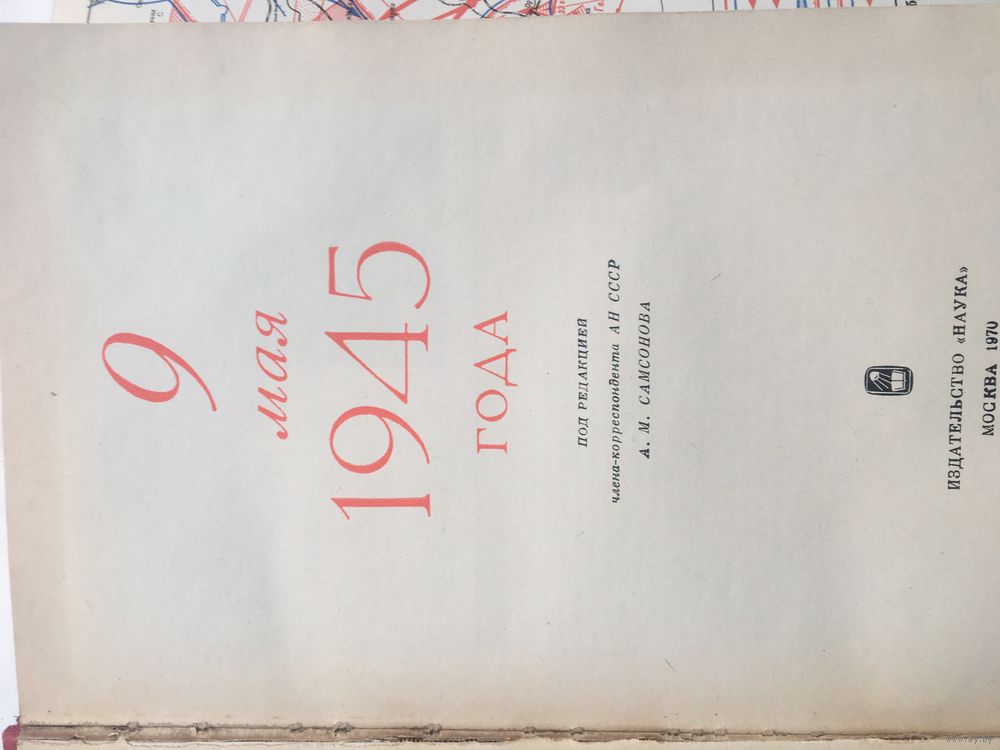 9
мая
1945
ГОДА
ПОД РЕДАКЦИЕЙ
члена-корреспондента АН СССР
А. М. САМСОНОВА
ИЗДАТЕЛЬСТВО «НАУКА»
МОСКВА 1970